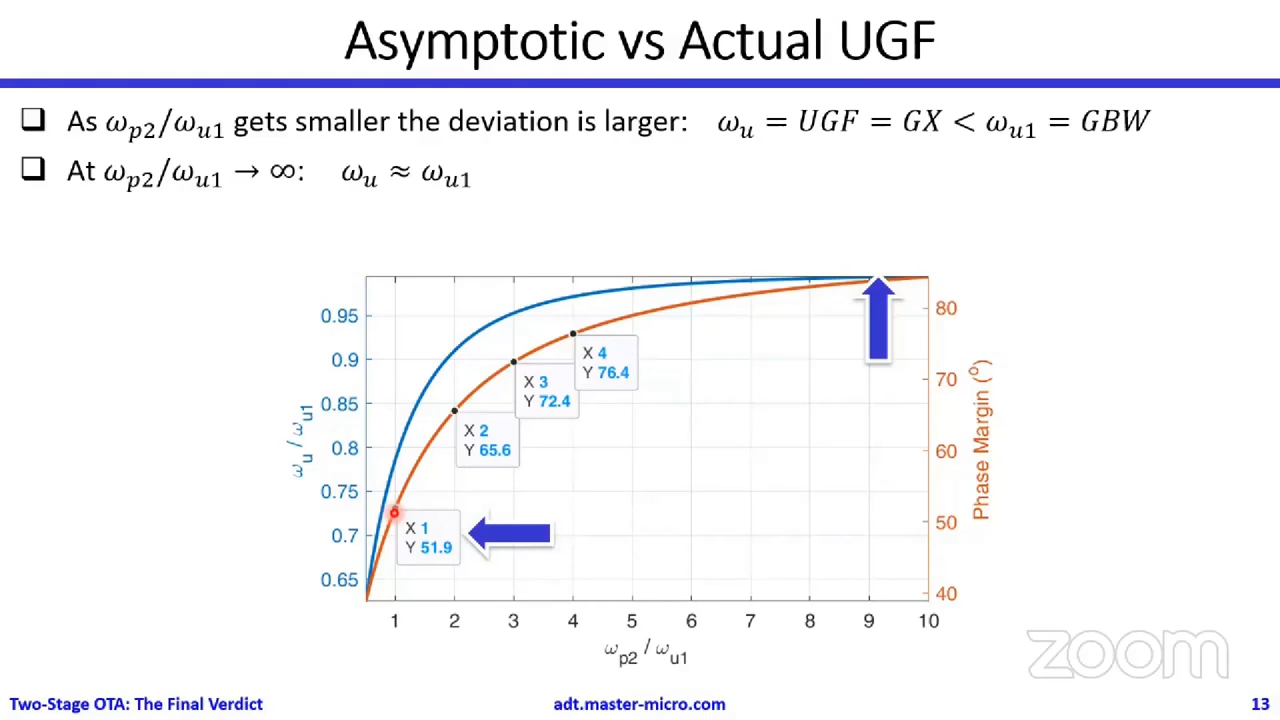 Asymptotic vs Actual UGF
❑ As ω_p2/ω_u1 gets smaller the deviation is larger: ω_u = UGF = GX < ω_u1 = GBW
❑ At ω_p2/ω_u1 → ∞: ω_u ≈ ω_u1
0.95
0.9
0.85
0.8
0.75
0.7
0.65
ω_u / ω_u1
X 1
Y 51.9
X 2
Y 65.6
X 3
Y 72.4
X 4
Y 76.4
80
70
60
50
40
Phase Margin (°)
1 2 3 4 5 6 7 8 9 10
ω_p2 / ω_u1
zoom
Two-Stage OTA: The Final Verdict
adt.master-micro.com
13